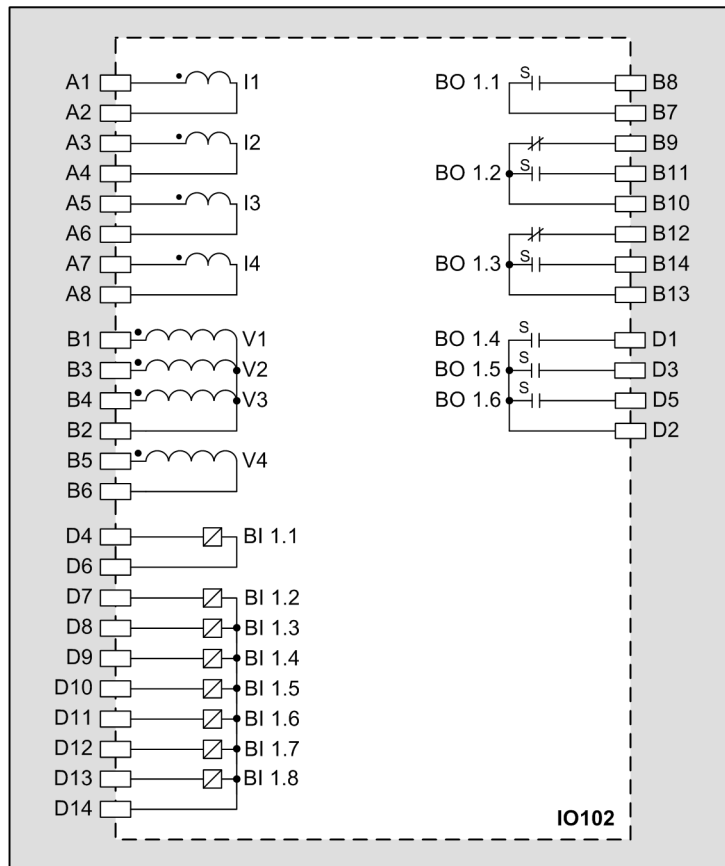 A1 I1 BO 1.1 S B8
A2 B7
A3 I2 B9
A4 BO 1.2 S B11
A5 I3 B10
A6 B12
A7 I4 BO 1.3 S B14
A8 B13
B1 V1 BO 1.4 S D1
B3 V2 BO 1.5 S D3
B4 V3 BO 1.6 S D5
B2 D2
B5 V4
B6
D4 BI 1.1
D6
D7 BI 1.2
D8 BI 1.3
D9 BI 1.4
D10 BI 1.5
D11 BI 1.6
D12 BI 1.7
D13 BI 1.8
D14
IO102